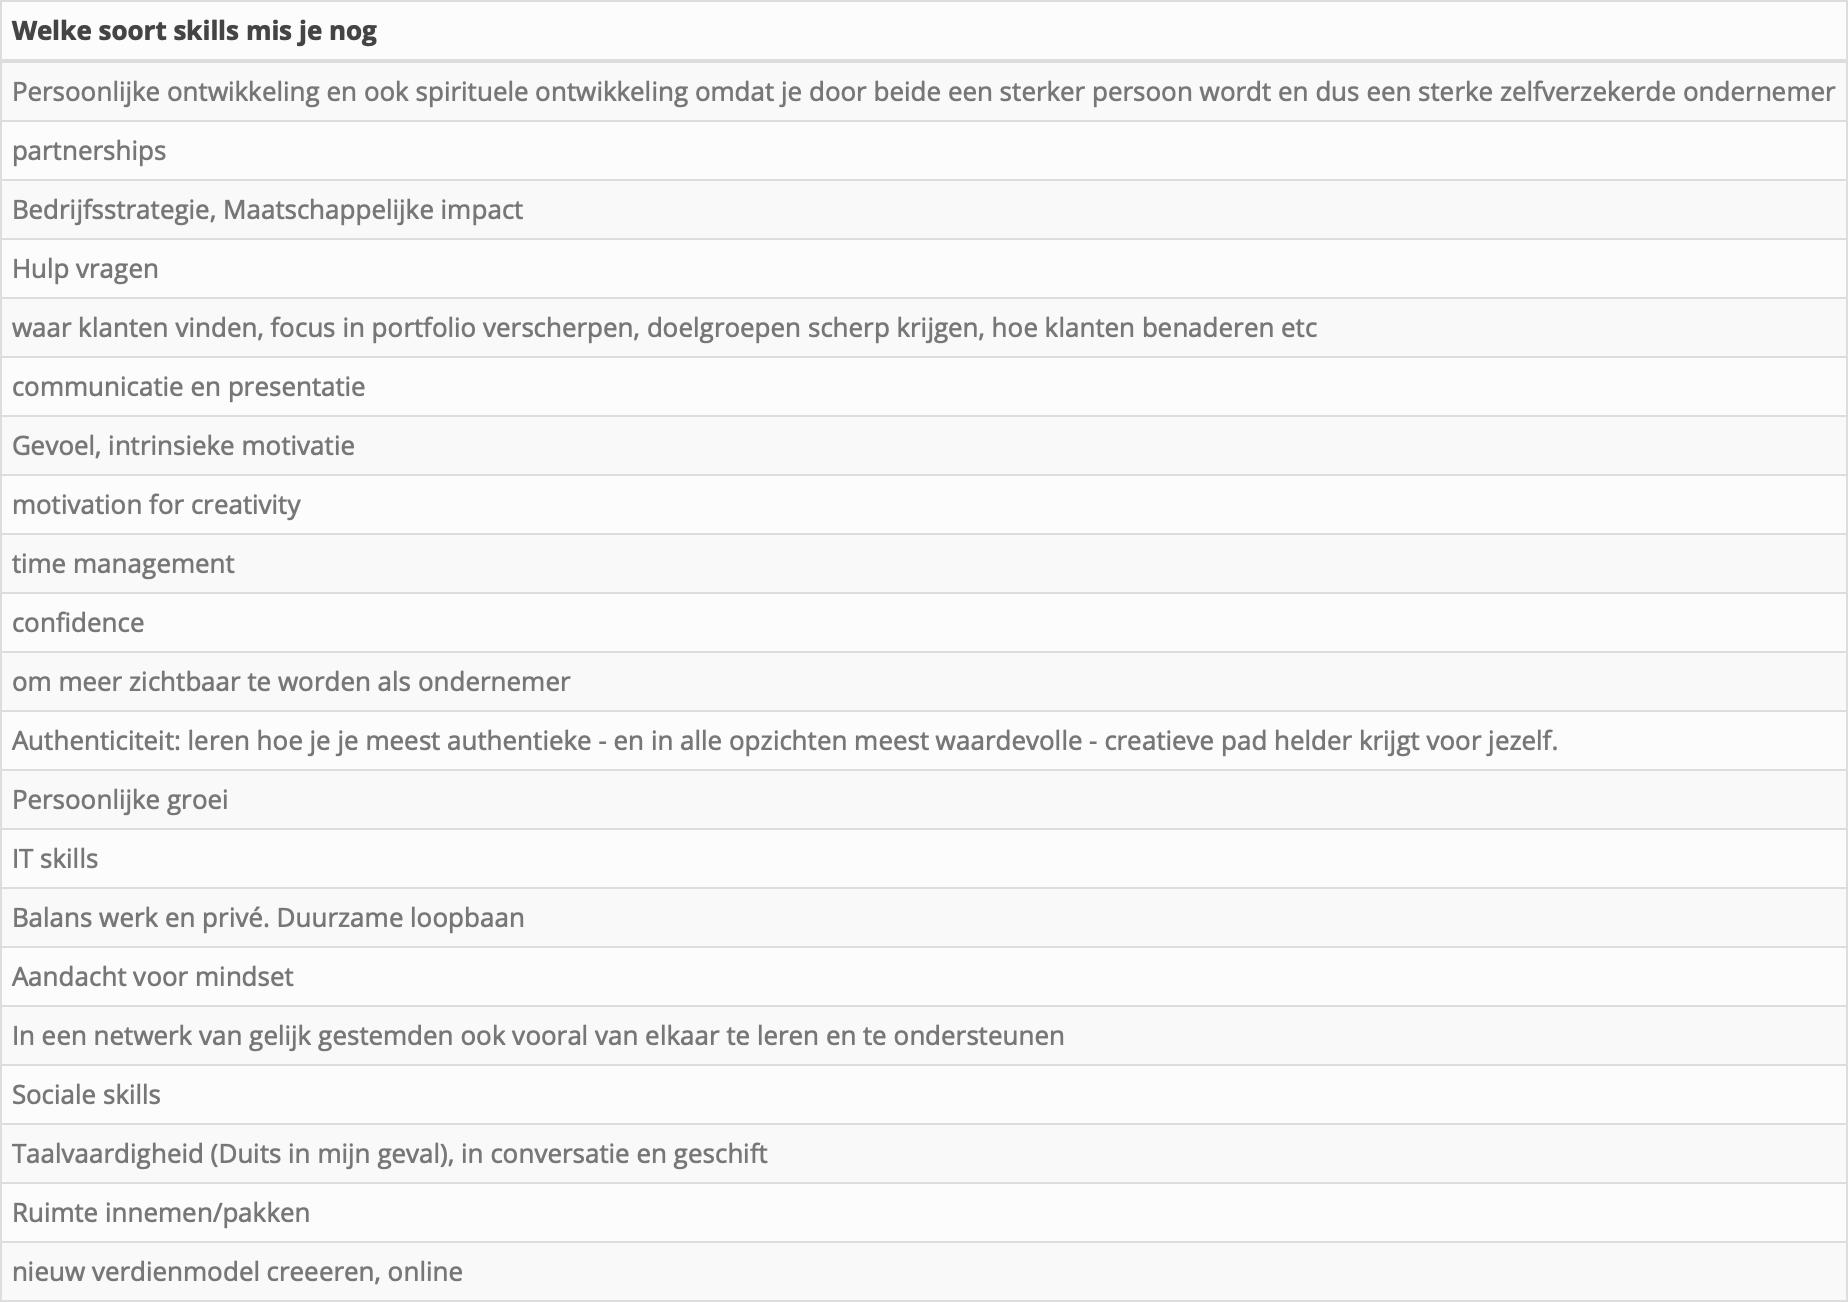 Welke soort skills mis je nog
Persoonlijke ontwikkeling en ook spirituele ontwikkeling omdat je door beide een sterker persoon wordt en dus een sterke zelfverzekerde ondernemer
partnerships
Bedrijfsstrategie, Maatschappelijke impact
Hulp vragen
waar klanten vinden, focus in portfolio verscherpen, doelgroepen scherp krijgen, hoe klanten benaderen etc
communicatie en presentatie
Gevoel, intrinsieke motivatie
motivation for creativity
time management
confidence
om meer zichtbaar te worden als ondernemer
Authenticiteit: leren hoe je je meest authentieke - en in alle opzichten meest waardevolle - creatieve pad helder krijgt voor jezelf.
Persoonlijke groei
IT skills
Balans werk en privé. Duurzame loopbaan
Aandacht voor mindset
In een netwerk van gelijk gestemden ook vooral van elkaar te leren en te ondersteunen
Sociale skills
Taalvaardigheid (Duits in mijn geval), in conversatie en geschift
Ruimte innemen/pakken
nieuw verdienmodel creeeren, online